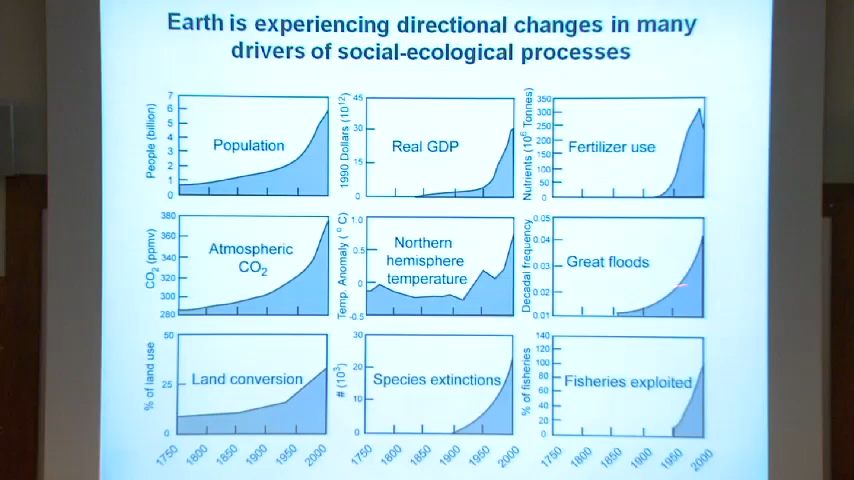 Earth is experiencing directional changes in many
drivers of social-ecological processes
People (billion)
7
6
5
4
3
2
1
0
Population
1990 Dollars (10¹²)
45
30
15
0
Real GDP
Nutrients (10⁶ Tonnes)
350
300
250
200
150
100
50
0
Fertilizer use
CO₂ (ppmv)
380
360
340
320
300
280
Atmospheric
CO₂
Temp. Anomaly (°C)
1.0
0.5
0
-0.5
Northern
hemisphere
temperature
Decadal frequency
0.05
0.04
0.03
0.02
0.01
Great floods
% of land use
50
25
0
Land conversion
# (10³)
30
20
10
0
Species extinctions
% of fisheries
140
120
100
80
60
40
20
0
Fisheries exploited
1750 1800 1850 1900 1950 2000
1750 1800 1850 1900 1950 2000
1750 1800 1850 1900 1950 2000